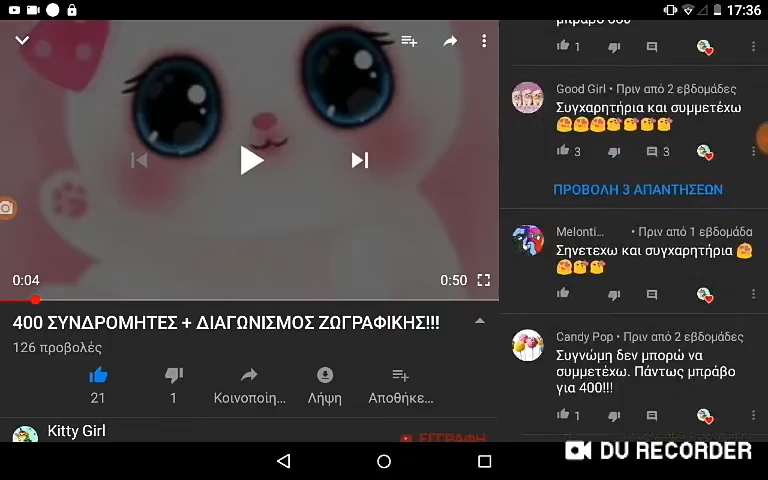 17:36
μπράβο σου
1
Good Girl • Πριν από 2 εβδομάδες
Συγχαρητήρια και συμμετέχω
3
3
ΠΡΟΒΟΛΗ 3 ΑΠΑΝΤΗΣΕΩΝ
Melonti... • Πριν από 1 εβδομάδα
Σηνετεχω και συγχαρητήρια
Candy Pop • Πριν από 2 εβδομάδες
Συγνώμη δεν μπορώ να
συμμετέχω. Πάντως μπράβο
για 400!!!
1
0:04
0:50
400 ΣΥΝΔΡΟΜΗΤΕΣ + ΔΙΑΓΩΝΙΣΜΟΣ ΖΩΓΡΑΦΙΚΗΣ!!!
126 προβολές
21
1
Κοινοποίη...
Λήψη
Αποθήκε...
Kitty Girl
ΕΓΓΡΑΦΗ
DU RECORDER